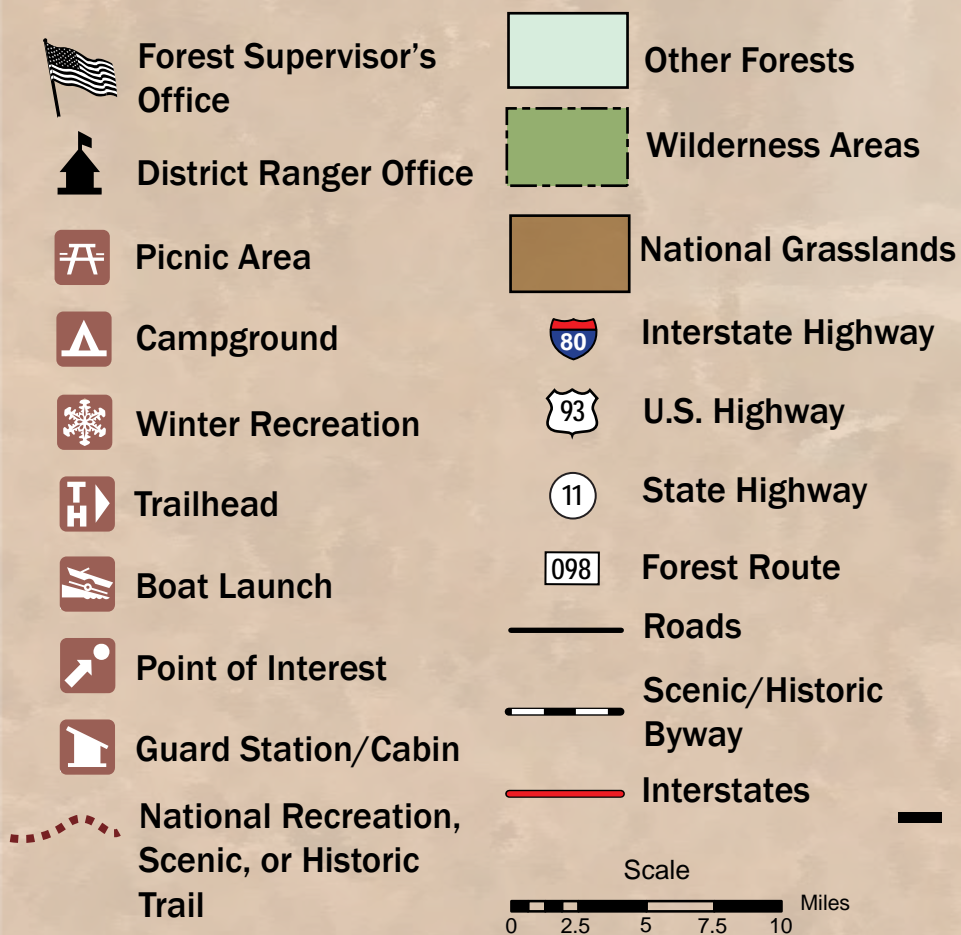 Forest Supervisor’s
Office
District Ranger Office
Picnic Area
Campground
Winter Recreation
T
H
Trailhead
Boat Launch
Point of Interest
Guard Station/Cabin
National Recreation,
Scenic, or Historic
Trail
Other Forests
Wilderness Areas
National Grasslands
80
Interstate Highway
93
U.S. Highway
11
State Highway
098
Forest Route
Roads
Scenic/Historic
Byway
Interstates
Scale
Miles
0 2.5 5 7.5 10